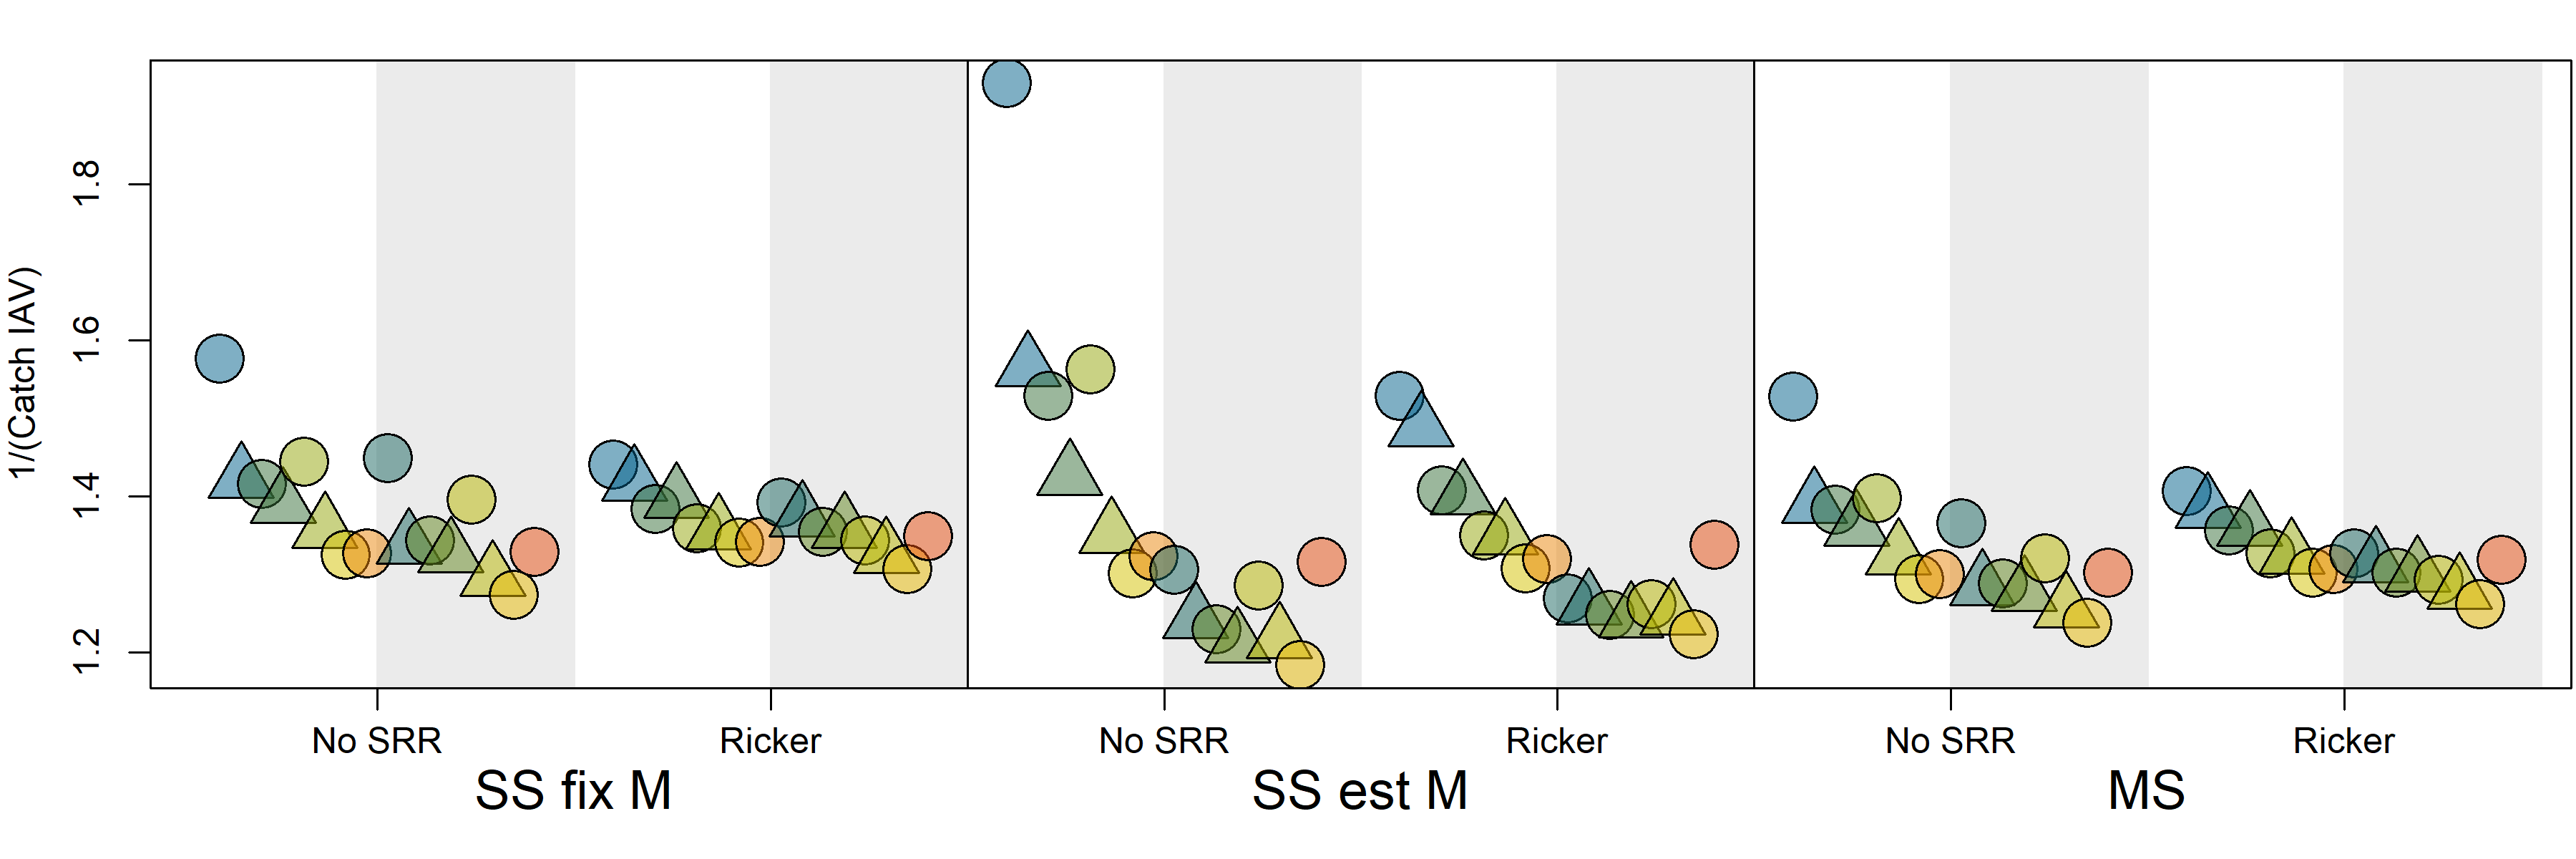 1/(Catch IAV)
1.8
1.6
1.4
1.2
No SRR Ricker No SRR Ricker No SRR Ricker
SS fix M SS est M MS